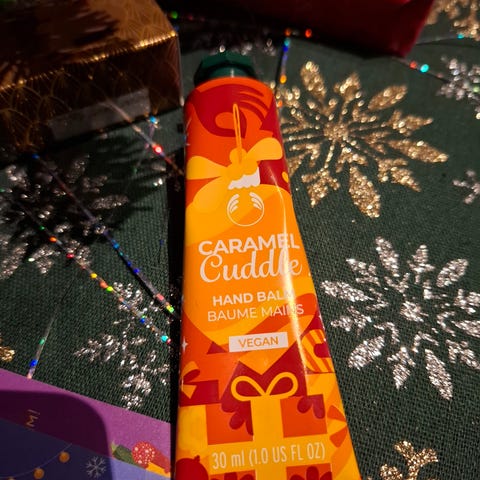 CARAMEL
Cuddle
HAND BALM
BAUME MAINS
VEGAN
30 ml (1.0 US FL OZ)